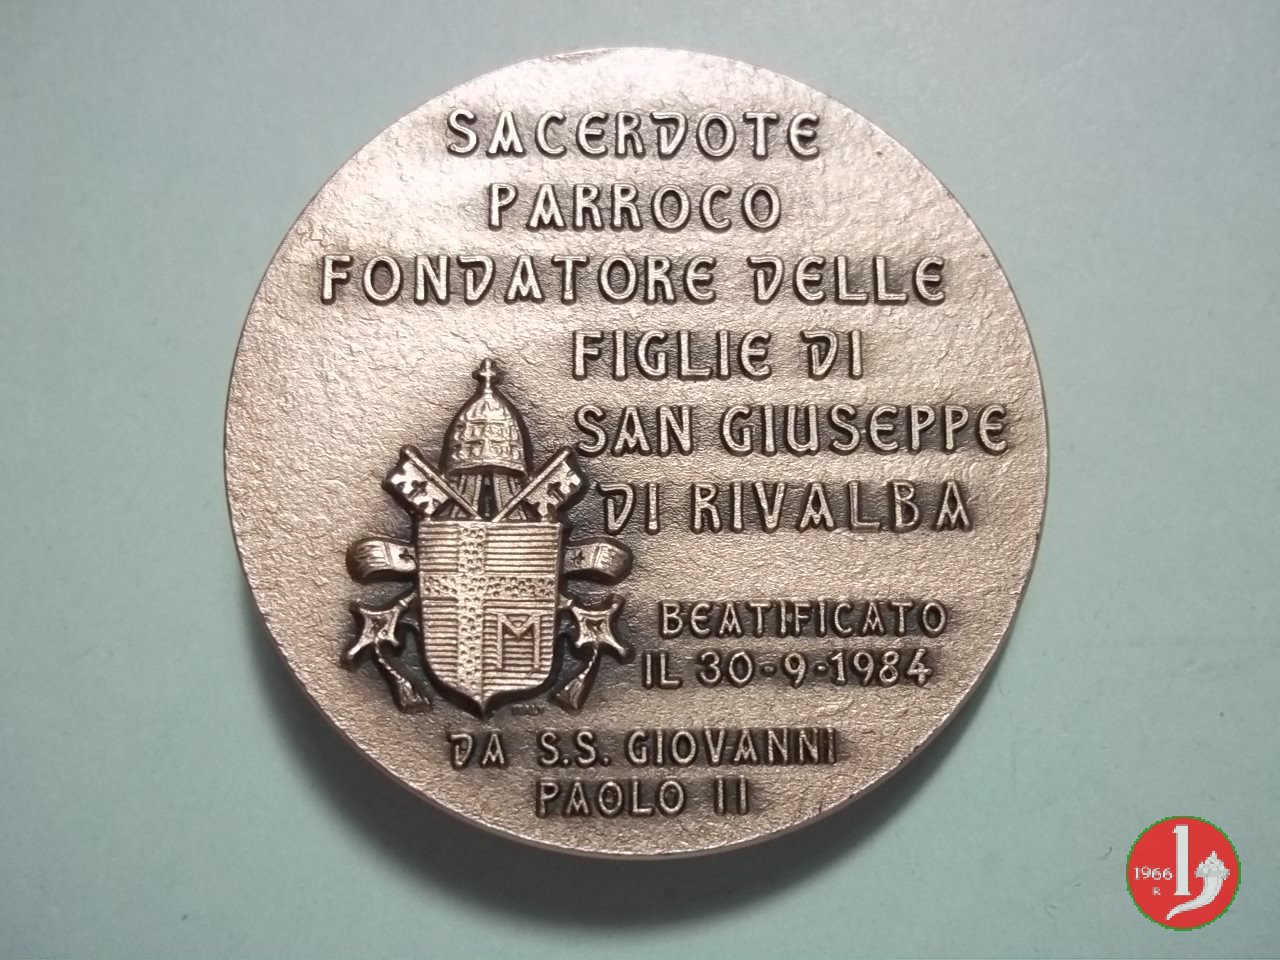 SACERDOTE
PARROCO
FONDATORE DELLE
FIGLIE DI
SAN GIUSEPPE
DI RIVALBA
M
BEATIFICATO
IL 30-9-1984
ITALY
DA S.S. GIOVANNI
PAOLO II
1966
R